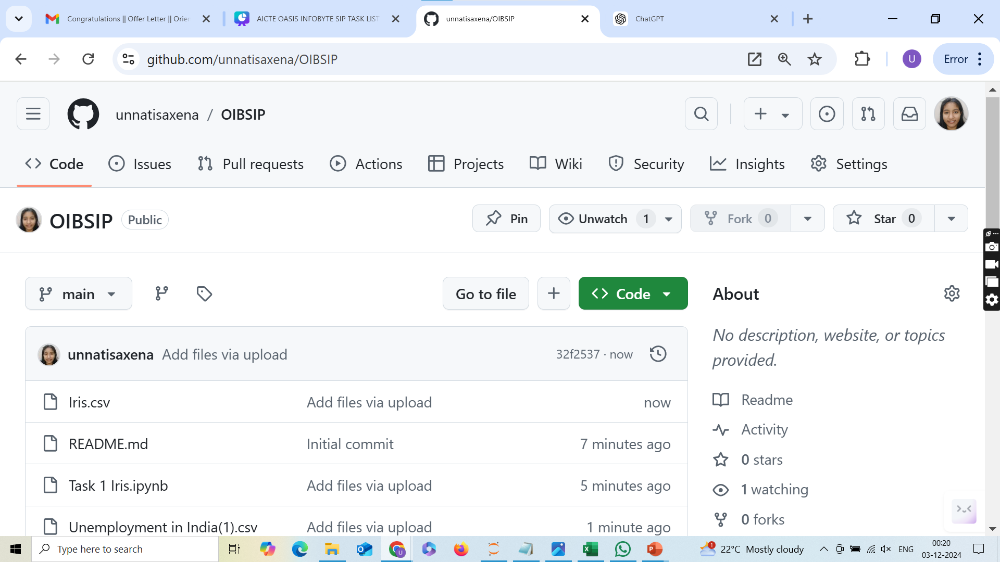 Congratulations || Offer Letter || Orien
AICTE OASIS INFOBYTE SIP TASK LIST
unnatisaxena/OIBSIP
ChatGPT
github.com/unnatisaxena/OIBSIP
U
Error
unnatisaxena / OIBSIP
Code
Issues
Pull requests
Actions
Projects
Wiki
Security
Insights
Settings
OIBSIP
Public
Pin
Unwatch 1
Fork 0
Star 0
main
Go to file
Code
About
No description, website, or topics
provided.
unnatisaxena Add files via upload
32f2537 · now
Iris.csv Add files via upload now
README.md Initial commit 7 minutes ago
Task 1 Iris.ipynb Add files via upload 5 minutes ago
Unemployment in India(1).csv Add files via upload 1 minute ago
Readme
Activity
0 stars
1 watching
0 forks
Type here to search
1
22°C Mostly cloudy
ENG
00:20
03-12-2024